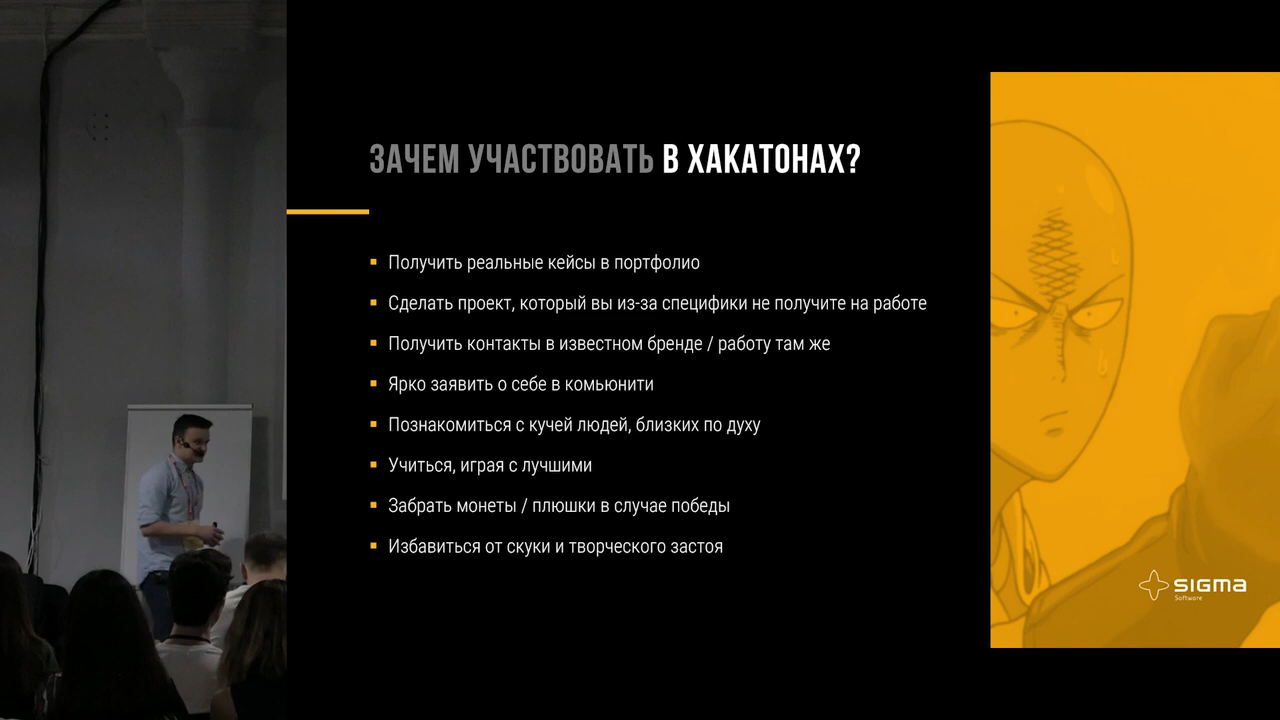 ЗАЧЕМ УЧАСТВОВАТЬ В ХАКАТОНАХ?
Получить реальные кейсы в портфолио
Сделать проект, который вы из-за специфики не получите на работе
Получить контакты в известном бренде / работу там же
Ярко заявить о себе в комьюнити
Познакомиться с кучей людей, близких по духу
Учиться, играя с лучшими
Забрать монеты / плюшки в случае победы
Избавиться от скуки и творческого застоя
sigma
Software